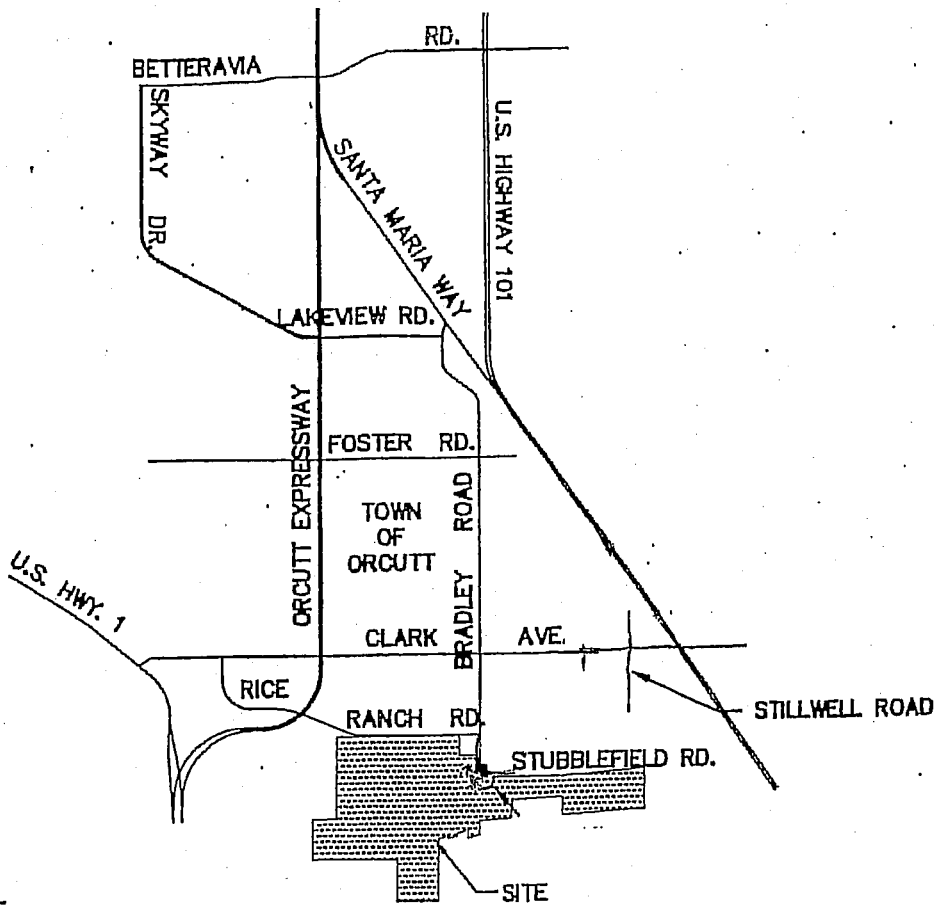 BETTERAVIA
RD.
SKYWAY DR.
U.S. HIGHWAY 101
SANTA MARIA WAY
LAKEVIEW RD.
ORCUTT EXPRESSWAY
FOSTER RD.
TOWN
OF
ORCUTT
BRADLEY ROAD
U.S. HWY. 1
CLARK AVE.
RICE
RANCH RD.
STILLWELL ROAD
STUBBLEFIELD RD.
SITE